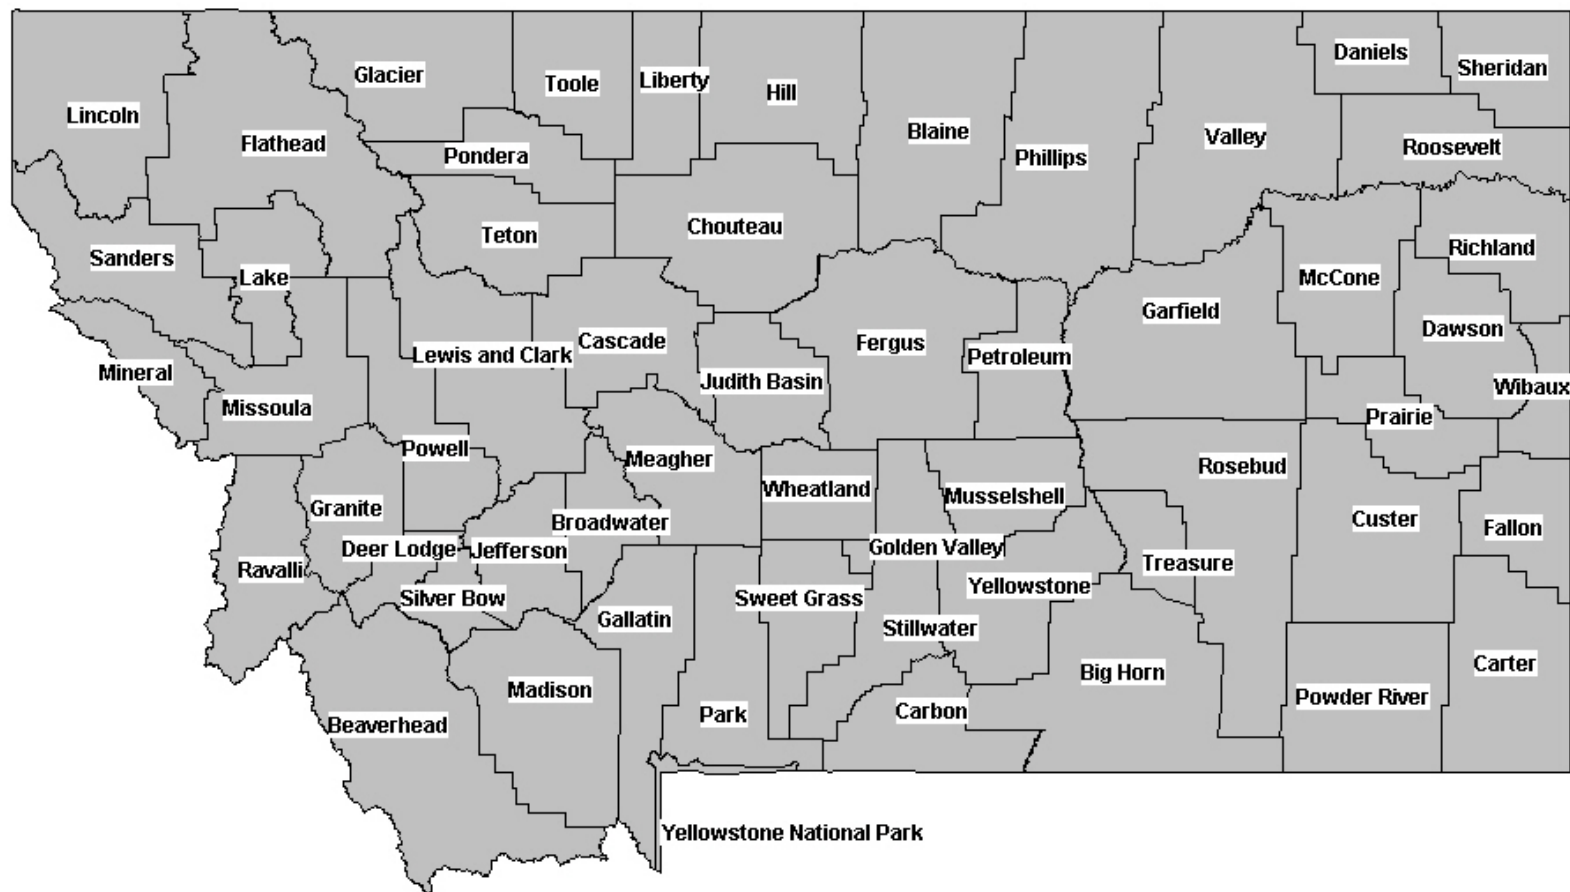 Daniels
Sheridan
Glacier
Toole
Liberty
Hill
Lincoln
Blaine
Valley
Flathead
Pondera
Phillips
Roosevelt
Chouteau
Teton
Richland
Sanders
Lake
McCone
Garfield
Dawson
Cascade
Fergus
Lewis and Clark
Petroleum
Mineral
Judith Basin
Wibaux
Missoula
Prairie
Powell
Meagher
Rosebud
Wheatland
Musselshell
Granite
Broadwater
Custer
Fallon
Deer Lodge
Jefferson
Golden Valley
Treasure
Ravalli
Yellowstone
Silver Bow
Sweet Grass
Gallatin
Stillwater
Carter
Big Horn
Madison
Powder River
Carbon
Park
Beaverhead
Yellowstone National Park